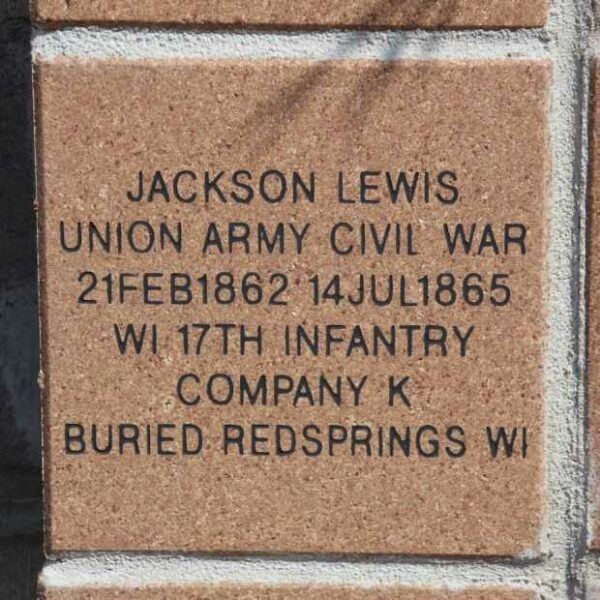 JACKSON LEWIS
UNION ARMY CIVIL WAR
21FEB1862 14JUL1865
WI 17TH INFANTRY
COMPANY K
BURIED REDSPRINGS WI